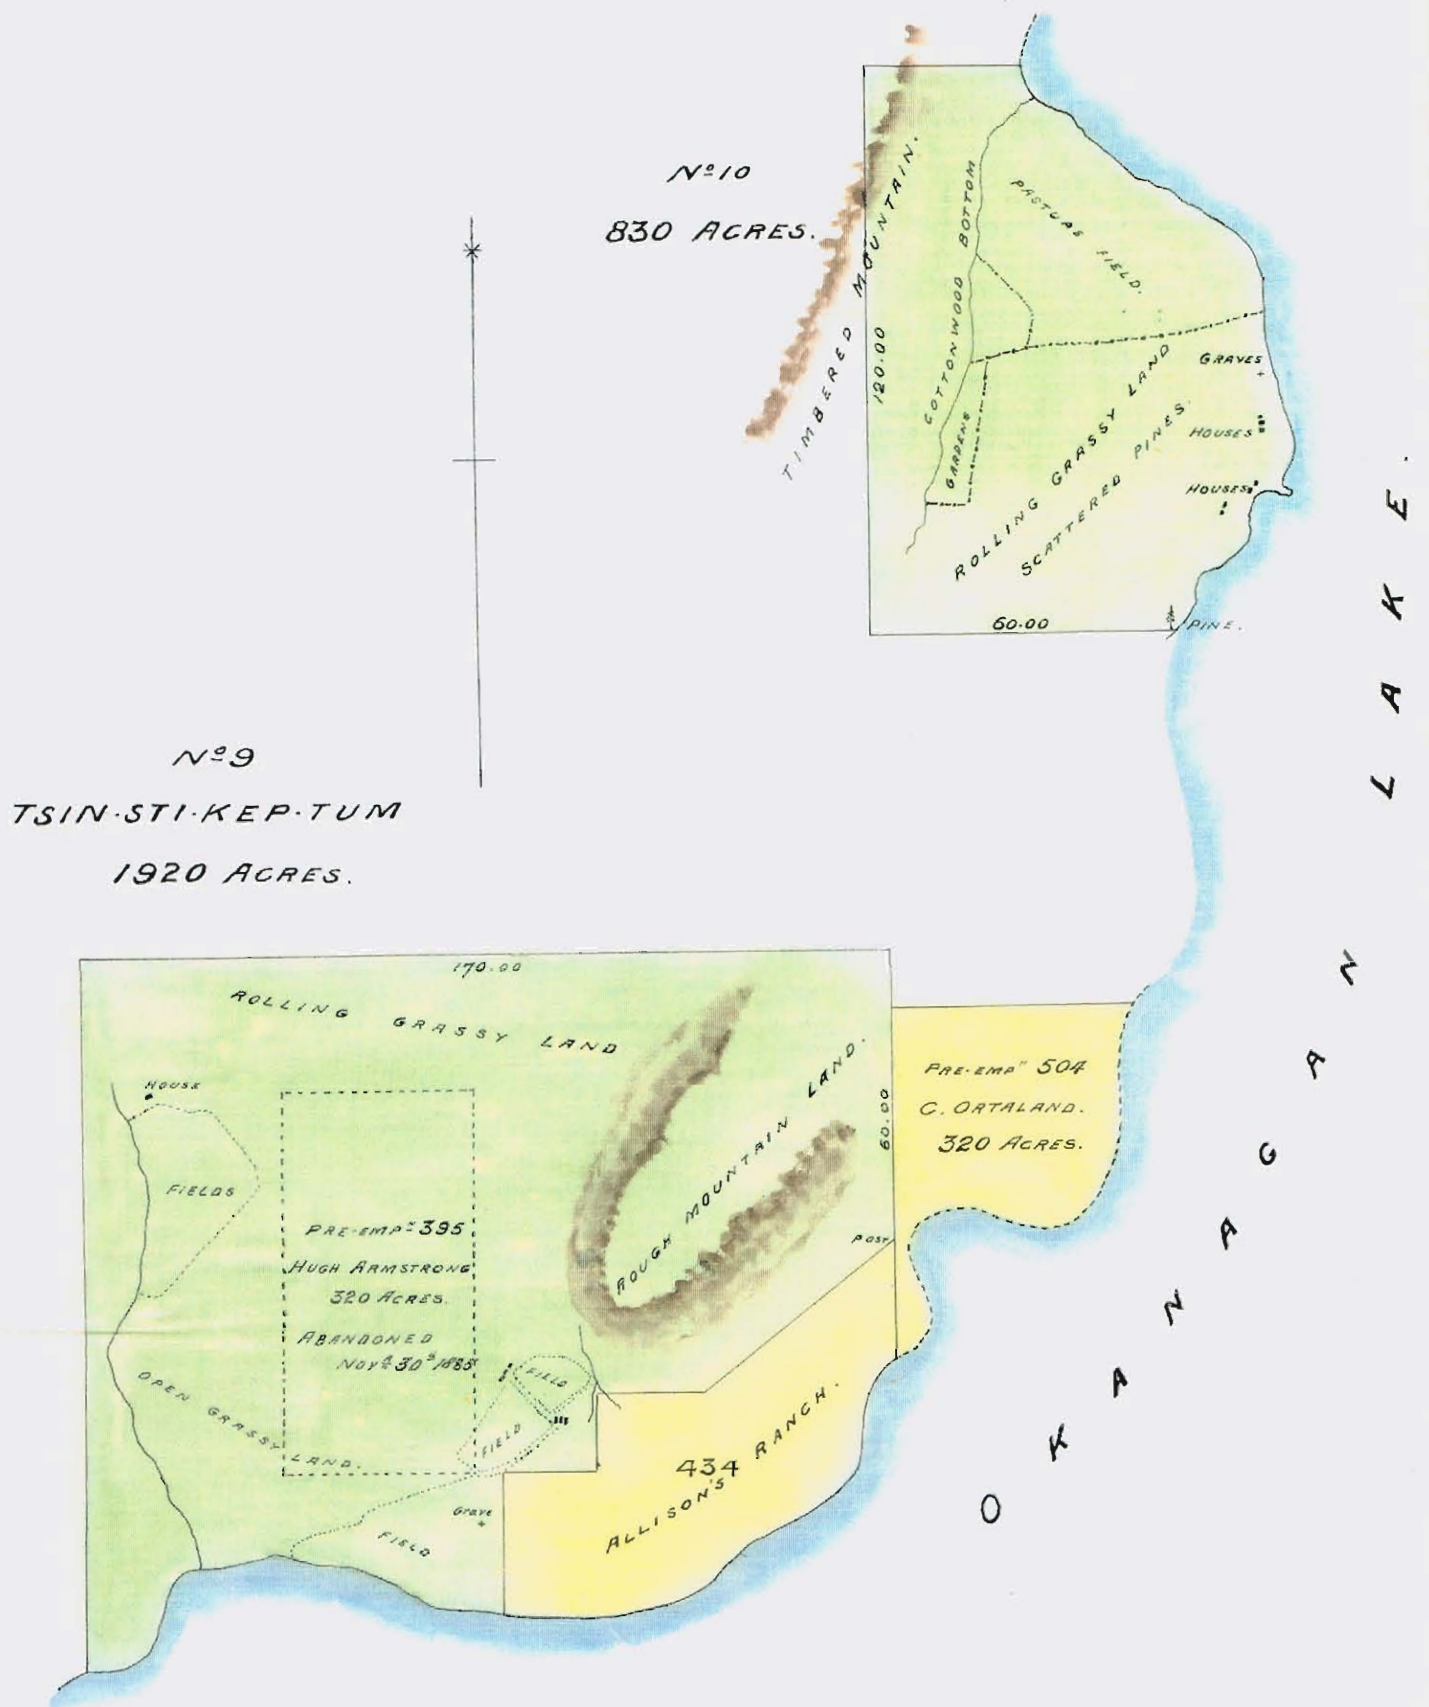 Nº 10
830 ACRES.
TIMBERED MOUNTAIN.
COTTONWOOD BOTTOM
PASTURE FIELD.
120.00
GARDENS
ROLLING GRASSY LAND
SCATTERED PINES.
GRAVES
HOUSES
HOUSES
60.00
PINE.
Nº 9
TSIN·STI·KEP·TUM
1920 ACRES.
170.00
ROLLING GRASSY LAND
HOUSE
FIELDS
PRE-EMPⁿ 395
HUGH ARMSTRONG
320 ACRES.
ABANDONED
NOVR 30th 1885
OPEN GRASSY LAND.
FIELD
FIELD
Grave
FIELD
ROUGH MOUNTAIN LAND.
60.00
POST
PRE-EMPⁿ 504
C. ORTALAND.
320 ACRES.
434
ALLISON'S RANCH.
OKANAGAN LAKE.